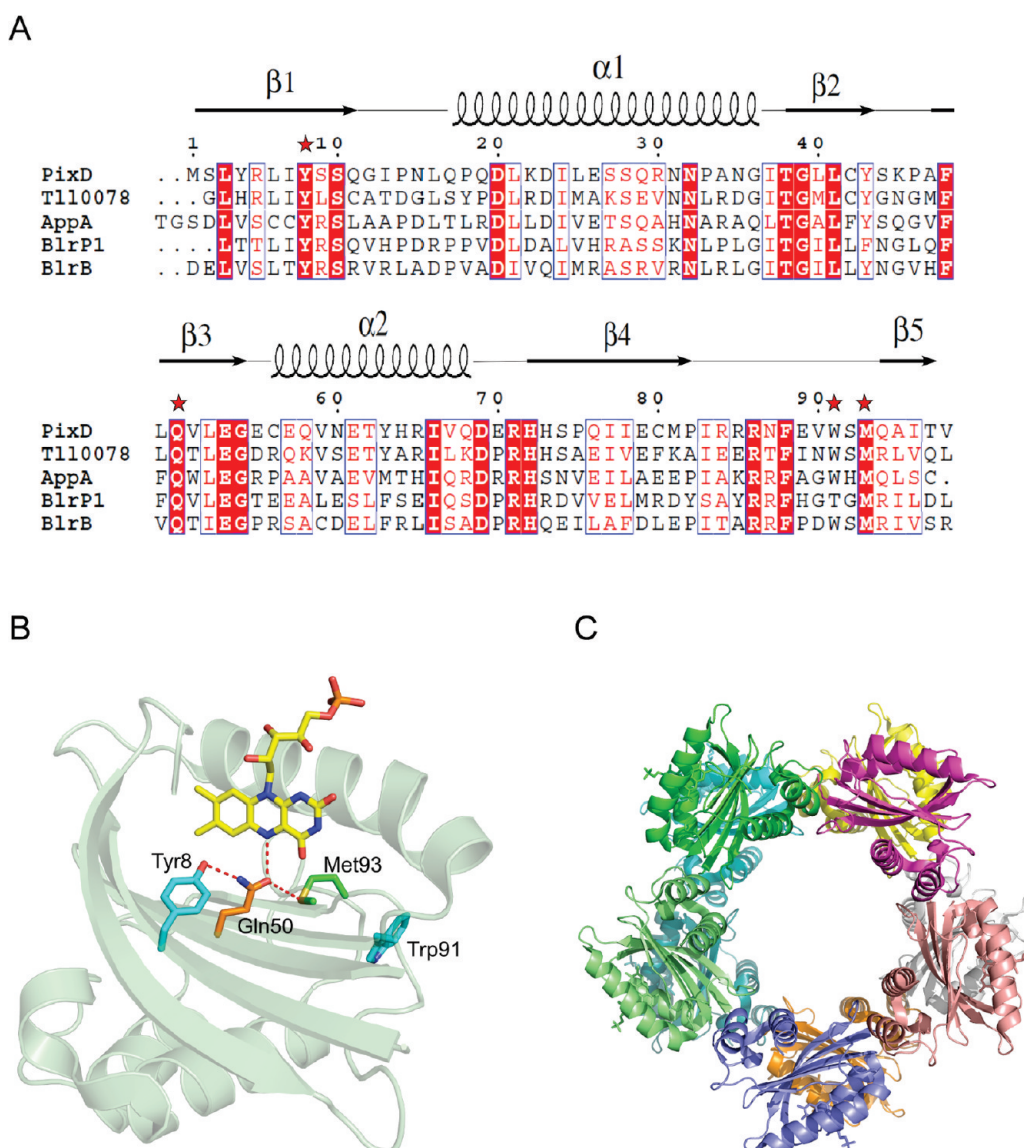 A
β1 α1 β2
1 10 20 30 40
PixD ..MSLYRLIYSSQGIPNLQPQDLKDILESSQRNNPANGITGLLCYSKPAF
Tll0078 ...GLHRLIYLSCATDGLSYPDLRDIMAKSEVNNLRDGITGMLCYGNGMF
AppA TGSDLVSCCYRSLAAPDLTLRDLLDIVETSQAHNARAQLTGALFYSQGVF
BlrP1 ....LTTLIYRSQVHPDRPPVDLDALVHRASSKNLPLGITGILLFNGLQF
BlrB ..DELVSLTYRSRVRLADPVADIVQIMRASRVRNLRLGITGILLYNGVHF
β3 α2 β4 β5
60 70 80 90
PixD LQVLEGECEQVNETYHRIVQDERHHSPQIIECMPIRRRNFEVWSMQAITV
Tll0078 LQTLEGDRQKVSETYARILKDPRHHSAEIVEFKAIEERTFINWSMRLVQL
AppA FQWLEGRPAAVAEVMTHIQRDRRHSNVEILAEEPIAKRRFAGWHMQLSC.
BlrP1 FQVLEGTEEALESLFSEIQSDPRHRDVVELMRDYSAYRRFHGTGMRILDL
BlrB VQTIEGPRSACDELFRLISADPRHQEILAFDLEPITARRFPDWSMRIVSR
B
C
Tyr8
Gln50
Met93
Trp91